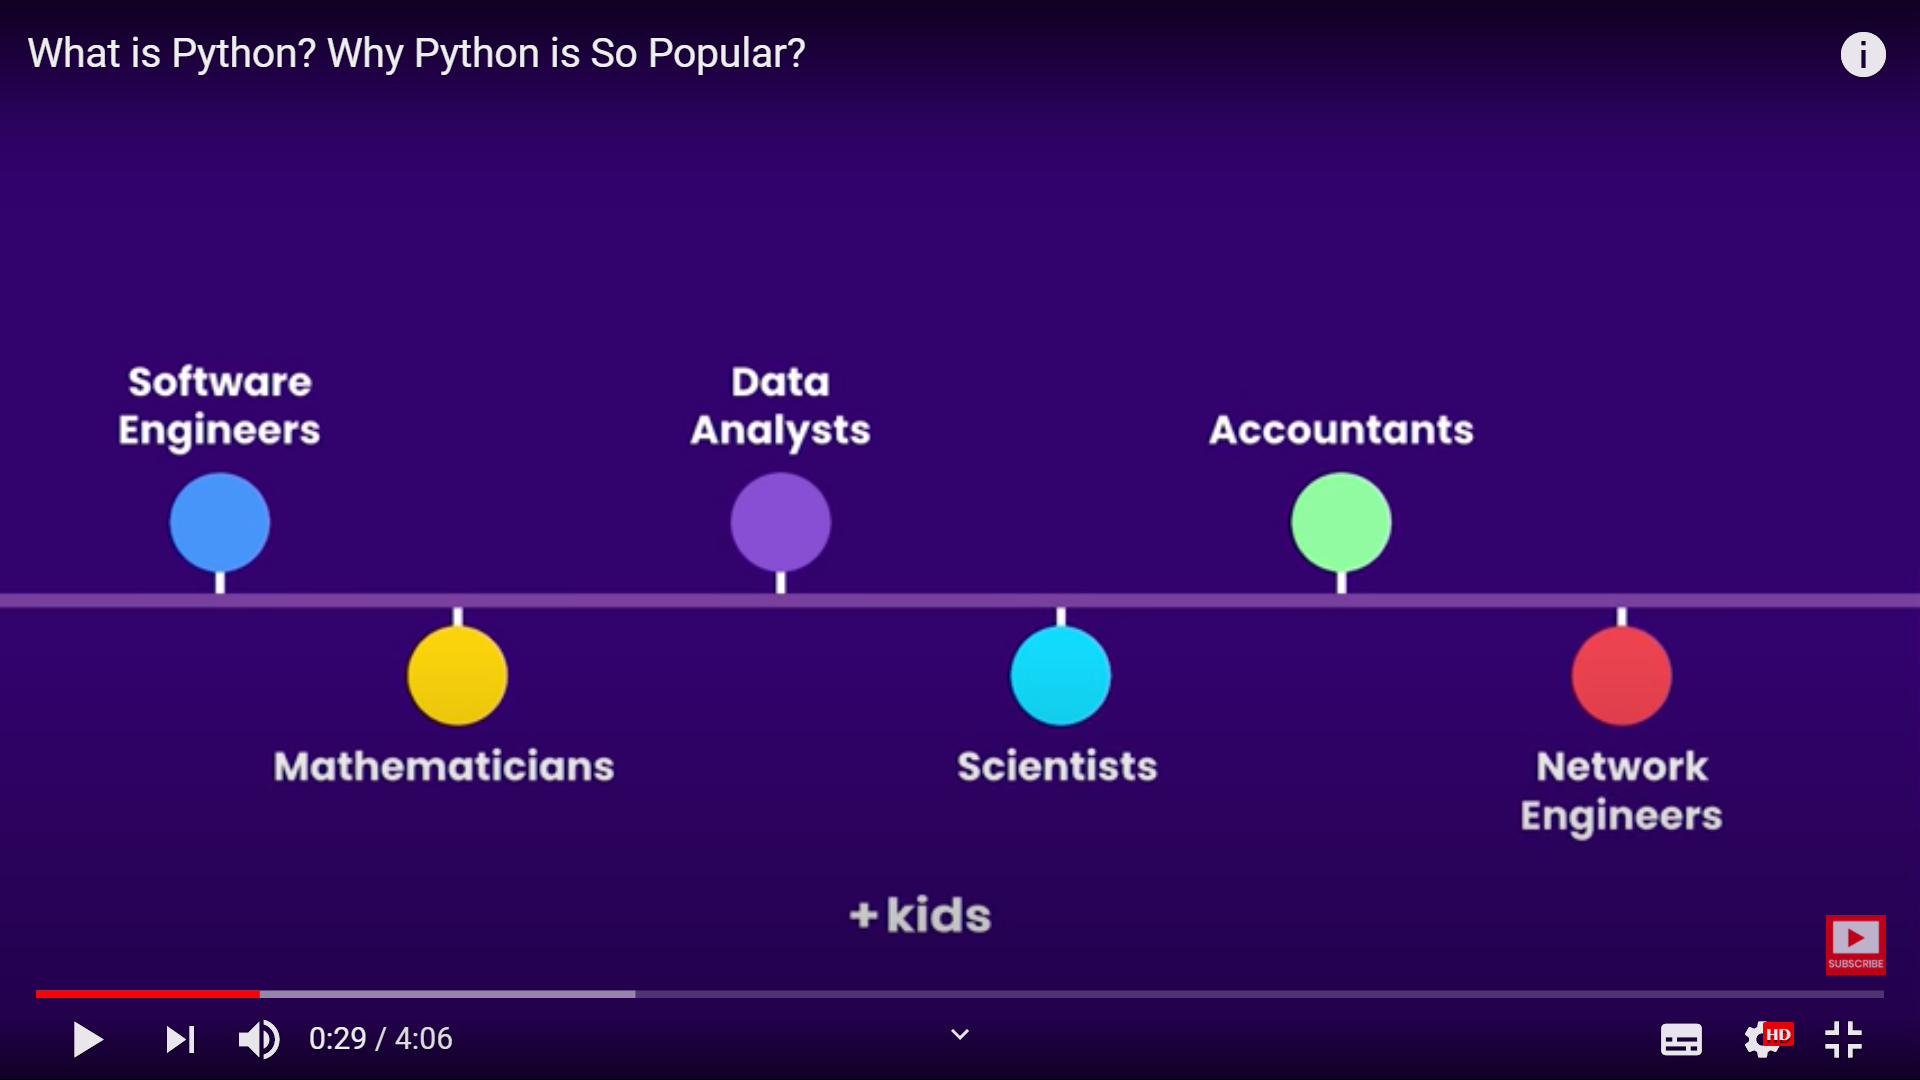 What is Python? Why Python is So Popular?
Software
Engineers
Data
Analysts
Accountants
Mathematicians
Scientists
Network
Engineers
+kids
SUBSCRIBE
0:29 / 4:06
HD